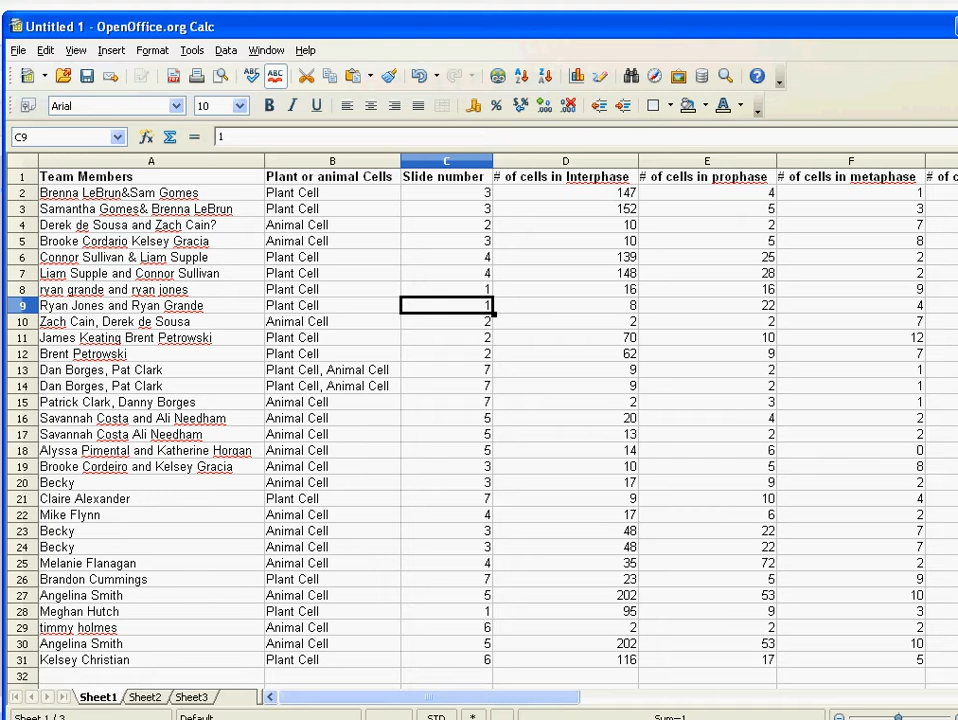 Untitled 1 - OpenOffice.org Calc
File Edit View Insert Format Tools Data Window Help
Arial 10
C9 1
A B C D E F
1 Team Members Plant or animal Cells Slide number # of cells in Interphase # of cells in prophase # of cells in metaphase # of c
2 Brenna LeBrun&Sam Gomes Plant Cell 3 147 4 1
3 Samantha Gomes& Brenna LeBrun Plant Cell 3 152 5 3
4 Derek de Sousa and Zach Cain? Animal Cell 2 10 2 7
5 Brooke Cordario Kelsey Gracia Animal Cell 3 10 5 8
6 Connor Sullivan & Liam Supple Plant Cell 4 139 25 2
7 Liam Supple and Connor Sullivan Plant Cell 4 148 28 2
8 ryan grande and ryan jones Plant Cell 1 16 16 9
9 Ryan Jones and Ryan Grande Plant Cell 1 8 22 4
10 Zach Cain, Derek de Sousa Animal Cell 2 2 2 7
11 James Keating Brent Petrowski Plant Cell 2 70 10 12
12 Brent Petrowski Plant Cell 2 62 9 7
13 Dan Borges, Pat Clark Plant Cell, Animal Cell 7 9 2 1
14 Dan Borges, Pat Clark Plant Cell, Animal Cell 7 9 2 1
15 Patrick Clark, Danny Borges Animal Cell 7 2 3 1
16 Savannah Costa and Ali Needham Animal Cell 5 20 4 2
17 Savannah Costa Ali Needham Animal Cell 5 13 2 2
18 Alyssa Pimental and Katherine Horgan Animal Cell 5 14 6 0
19 Brooke Cordeiro and Kelsey Gracia Animal Cell 3 10 5 8
20 Becky Animal Cell 3 17 9 2
21 Claire Alexander Plant Cell 7 9 10 4
22 Mike Flynn Animal Cell 4 17 6 2
23 Becky Animal Cell 3 48 22 7
24 Becky Animal Cell 3 48 22 7
25 Melanie Flanagan Animal Cell 4 35 72 2
26 Brandon Cummings Plant Cell 7 23 5 9
27 Angelina Smith Animal Cell 5 202 53 10
28 Meghan Hutch Plant Cell 1 95 9 3
29 timmy holmes Animal Cell 6 2 2 2
30 Angelina Smith Animal Cell 5 202 53 10
31 Kelsey Christian Plant Cell 6 116 17 5
32
Sheet1 Sheet2 Sheet3
Sheet 1 / 3 Default STD * Sum=1